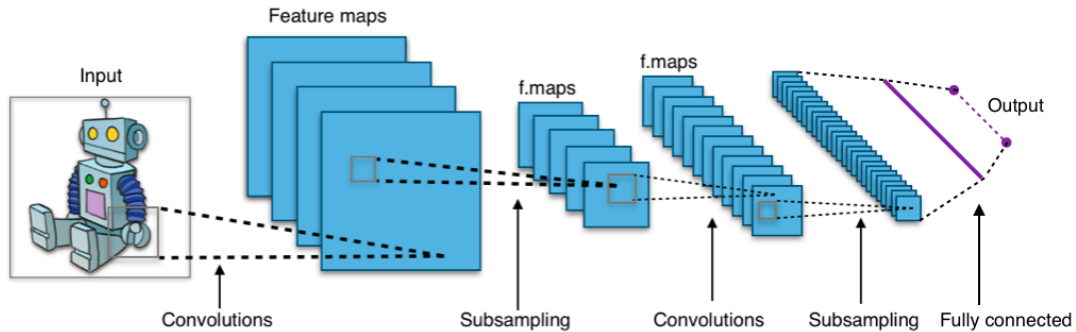 Feature maps
Input
f.maps
f.maps
Output
Convolutions
Subsampling
Convolutions
Subsampling
Fully connected